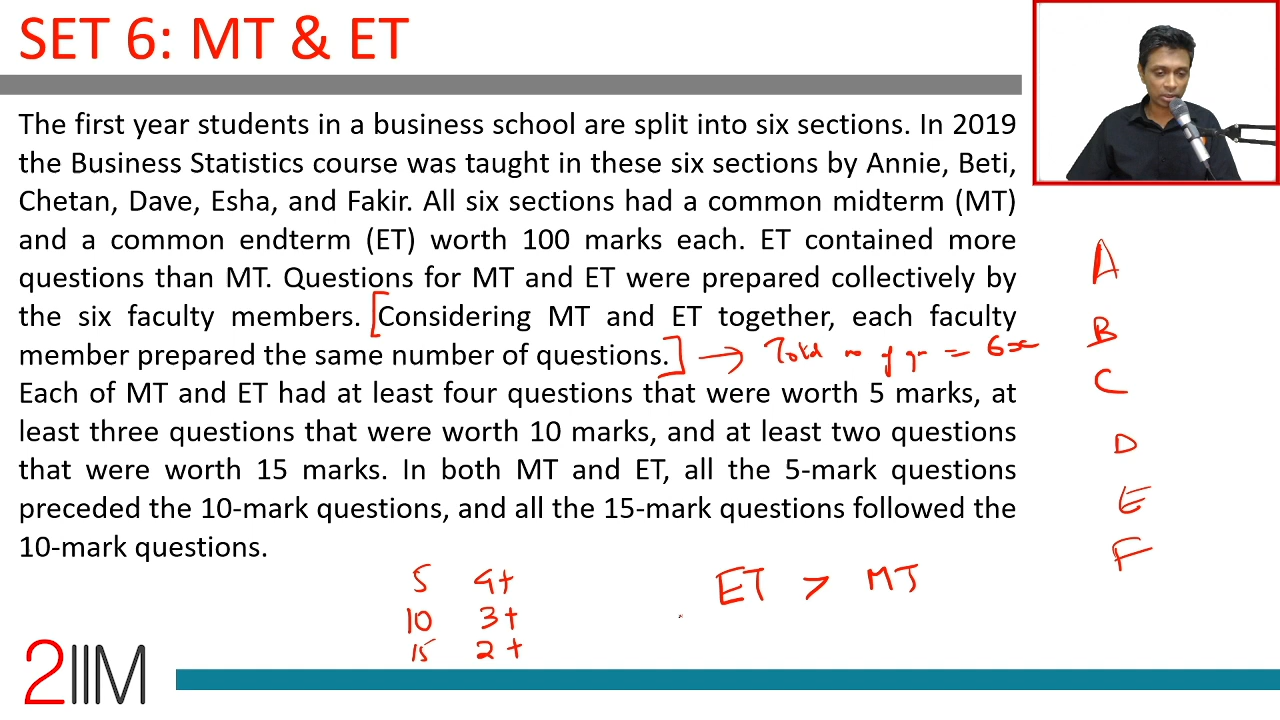 SET 6: MT & ET
The first year students in a business school are split into six sections. In 2019
the Business Statistics course was taught in these six sections by Annie, Beti,
Chetan, Dave, Esha, and Fakir. All six sections had a common midterm (MT)
and a common endterm (ET) worth 100 marks each. ET contained more
questions than MT. Questions for MT and ET were prepared collectively by
the six faculty members. [Considering MT and ET together, each faculty
member prepared the same number of questions.] → Total no of qn = 6x
Each of MT and ET had at least four questions that were worth 5 marks, at
least three questions that were worth 10 marks, and at least two questions
that were worth 15 marks. In both MT and ET, all the 5-mark questions
preceded the 10-mark questions, and all the 15-mark questions followed the
10-mark questions.
A
B
C
D
E
F
5 4+
10 3+
15 2+
ET > MT
2IIM